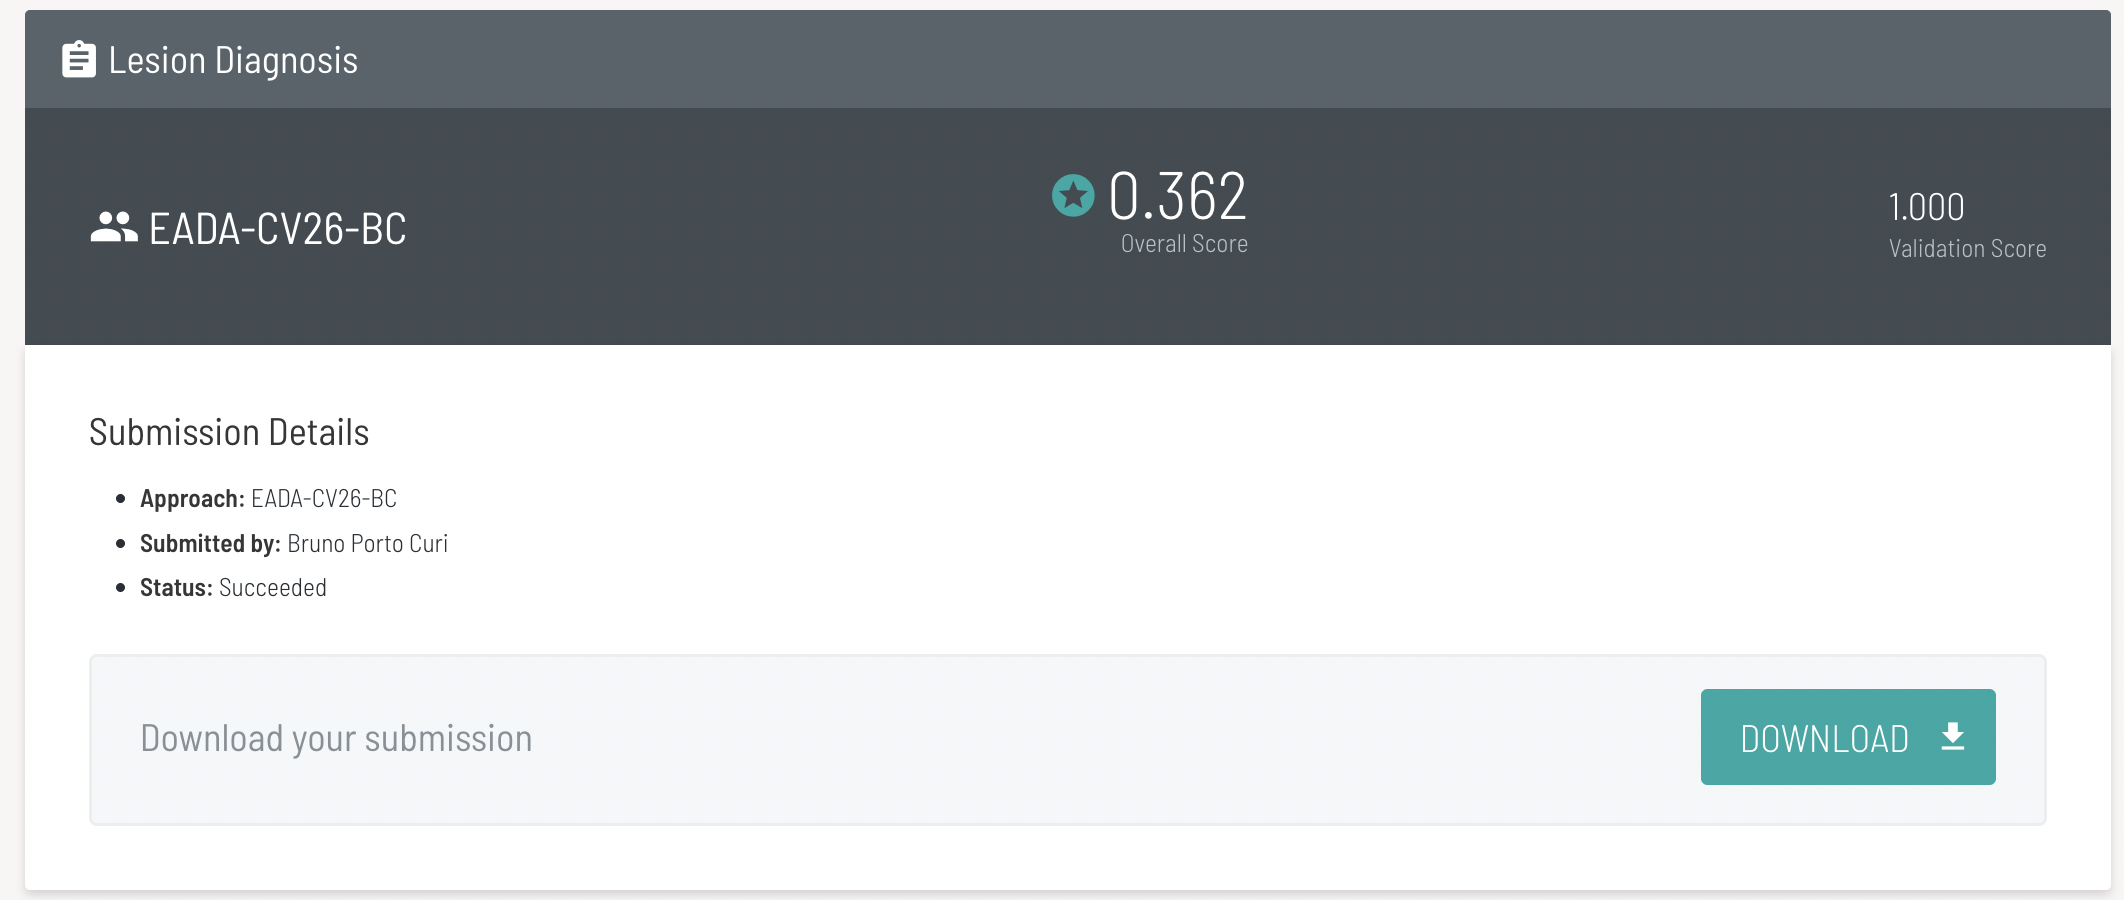 Lesion Diagnosis
EADA-CV26-BC
0.362
Overall Score
1.000
Validation Score
Submission Details
Approach: EADA-CV26-BC
Submitted by: Bruno Porto Curi
Status: Succeeded
Download your submission
DOWNLOAD